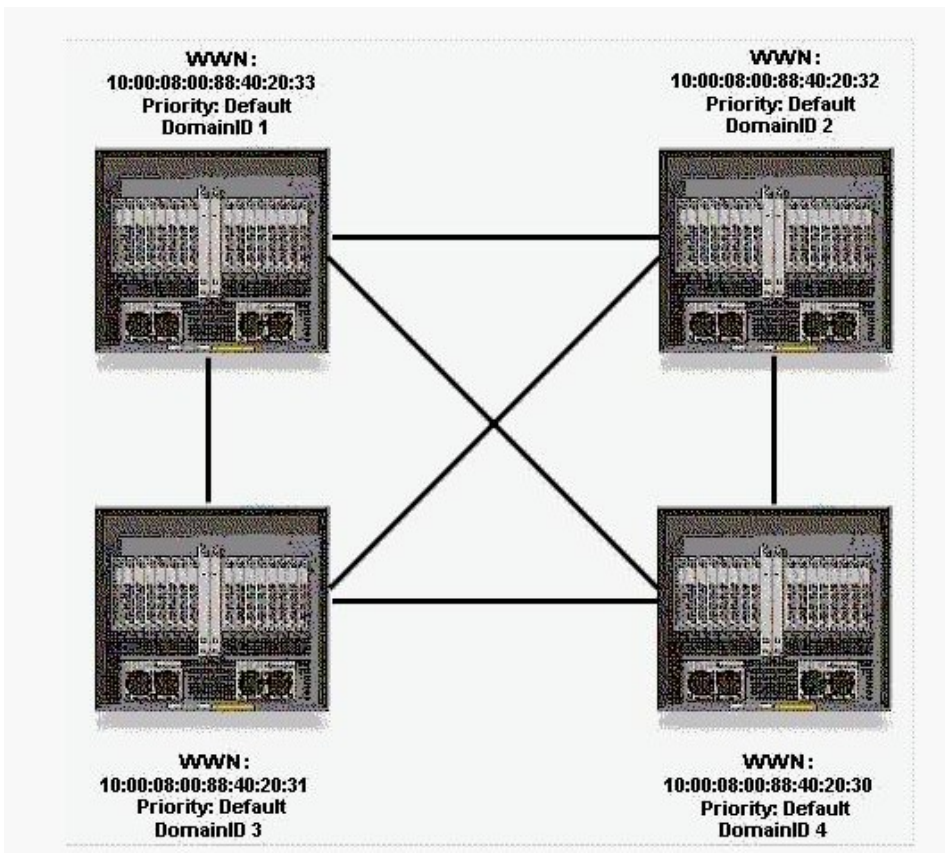 WWN:
10:00:08:00:88:40:20:33
Priority: Default
DomainID 1
WWN:
10:00:08:00:88:40:20:32
Priority: Default
DomainID 2
WWN:
10:00:08:00:88:40:20:31
Priority: Default
DomainID 3
WWN:
10:00:08:00:88:40:20:30
Priority: Default
DomainID 4